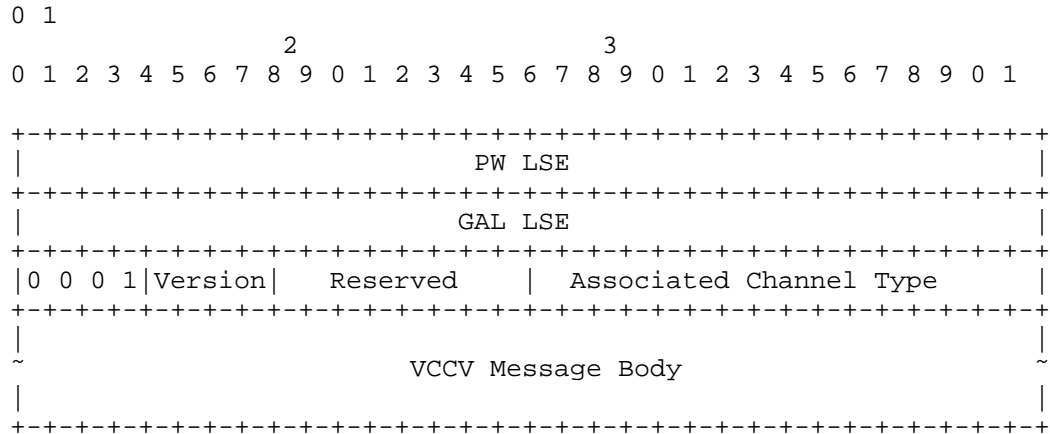 0 1
2 3
0 1 2 3 4 5 6 7 8 9 0 1 2 3 4 5 6 7 8 9 0 1 2 3 4 5 6 7 8 9 0 1
+-+-+-+-+-+-+-+-+-+-+-+-+-+-+-+-+-+-+-+-+-+-+-+-+-+-+-+-+-+-+-+-+
| PW LSE |
+-+-+-+-+-+-+-+-+-+-+-+-+-+-+-+-+-+-+-+-+-+-+-+-+-+-+-+-+-+-+-+-+
| GAL LSE |
+-+-+-+-+-+-+-+-+-+-+-+-+-+-+-+-+-+-+-+-+-+-+-+-+-+-+-+-+-+-+-+-+
|0 0 0 1|Version| Reserved | Associated Channel Type |
+-+-+-+-+-+-+-+-+-+-+-+-+-+-+-+-+-+-+-+-+-+-+-+-+-+-+-+-+-+-+-+-+
| |
~ VCCV Message Body ~
| |
+-+-+-+-+-+-+-+-+-+-+-+-+-+-+-+-+-+-+-+-+-+-+-+-+-+-+-+-+-+-+-+-+